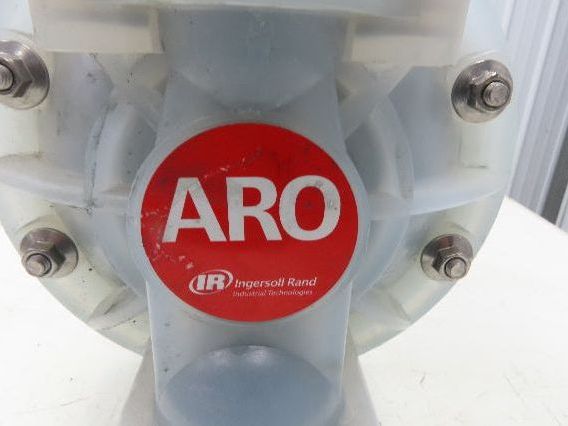 ARO
IR Ingersoll Rand
Industrial Technologies